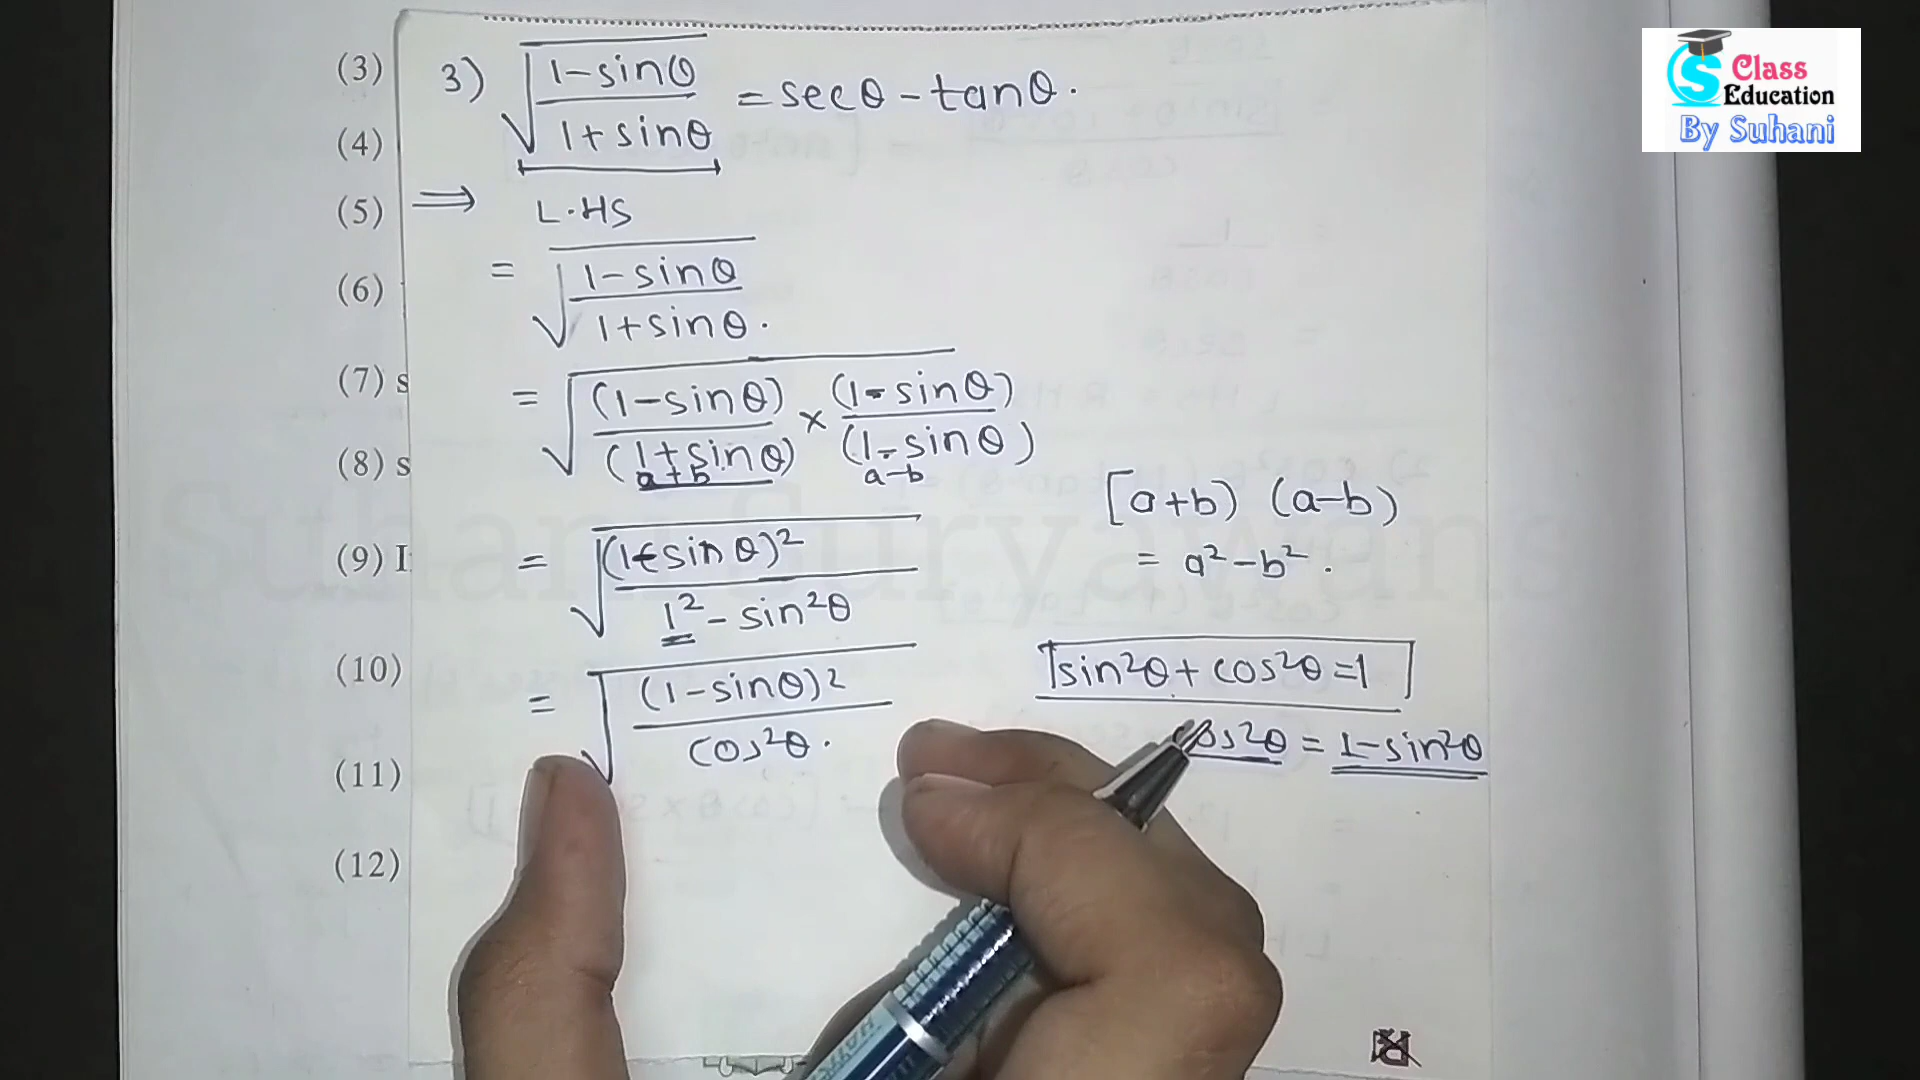 Class
Education
By Suhani
(3)
(4)
(5)
(6)
(7) s
(8) s
(9) I
(10)
(11)
(12)
3) √(1-sinθ / 1+sinθ) = secθ - tanθ.
⇒ L.HS
= √(1-sinθ / 1+sinθ.)
= √((1-sinθ) / (1+sinθ) × (1-sinθ) / (1-sinθ))
a+b a-b
[a+b) (a-b)
= a² - b².
= √((1-sinθ)² / 1² - sin²θ)
sin²θ + cos²θ = 1
= √((1-sinθ)² / cos²θ.)
cos²θ = 1-sin²θ
Suhani Suryawans